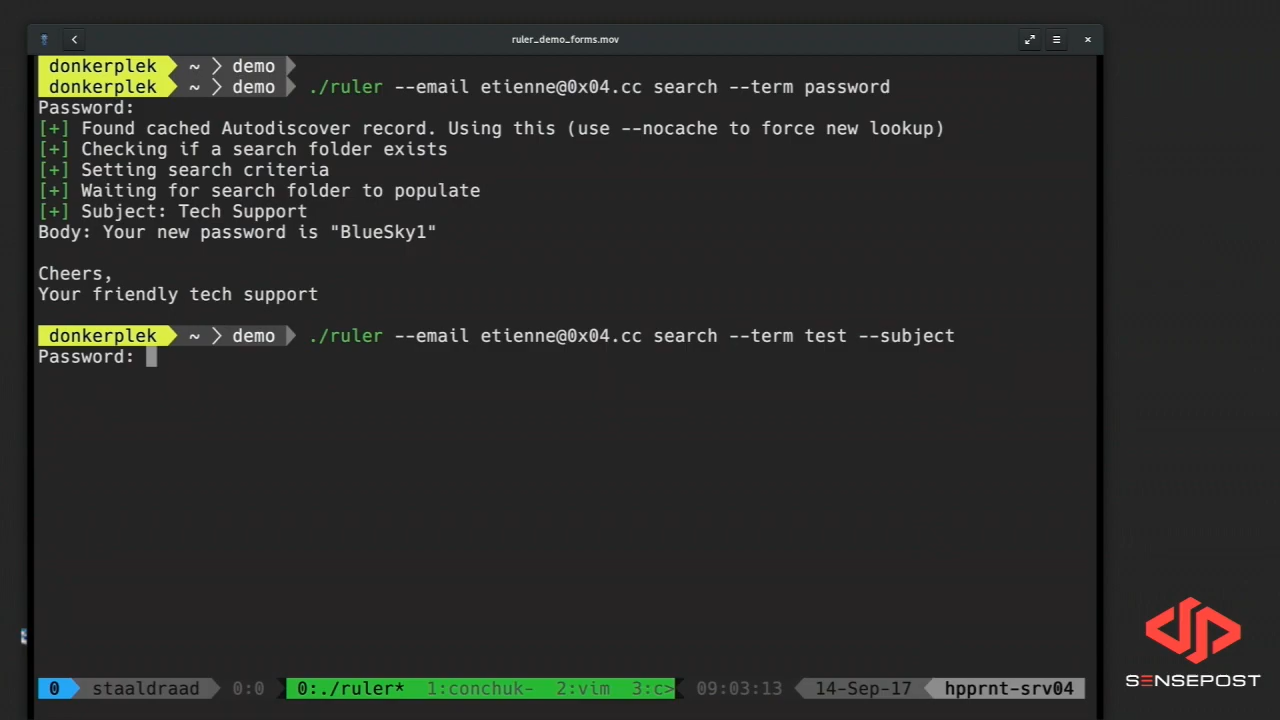 ruler_demo_forms.mov
donkerplek ~ > demo
donkerplek ~ > demo ./ruler --email etienne@0x04.cc search --term password
Password:
[+] Found cached Autodiscover record. Using this (use --nocache to force new lookup)
[+] Checking if a search folder exists
[+] Setting search criteria
[+] Waiting for search folder to populate
[+] Subject: Tech Support
Body: Your new password is "BlueSky1"
Cheers,
Your friendly tech support
donkerplek ~ > demo ./ruler --email etienne@0x04.cc search --term test --subject
Password:
0 staaldraad 0:0 0:./ruler* 1:conchuk- 2:vim 3:c> 09:03:13 14-Sep-17 hpprnt-srv04
SENSEPOST